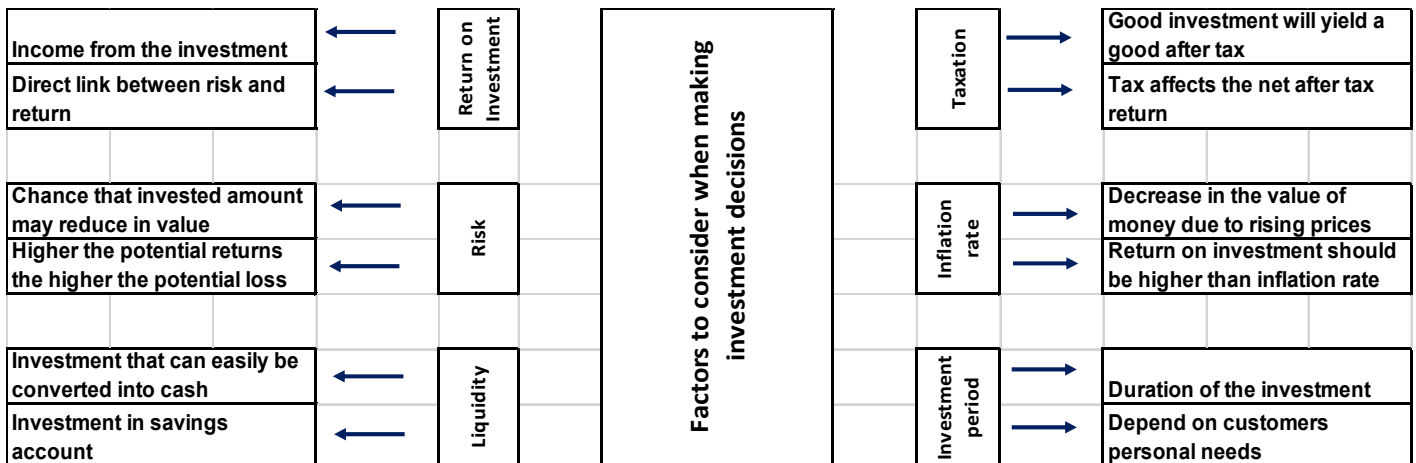 Income from the investment
Direct link between risk and
return
Return on
Investment
Chance that invested amount
may reduce in value
Higher the potential returns
the higher the potential loss
Risk
Investment that can easily be
converted into cash
Investment in savings
account
Liquidity
Factors to consider when making
investment decisions
Taxation
Good investment will yield a
good after tax
Tax affects the net after tax
return
Inflation
rate
Decrease in the value of
money due to rising prices
Return on investment should
be higher than inflation rate
Investment
period
Duration of the investment
Depend on customers
personal needs